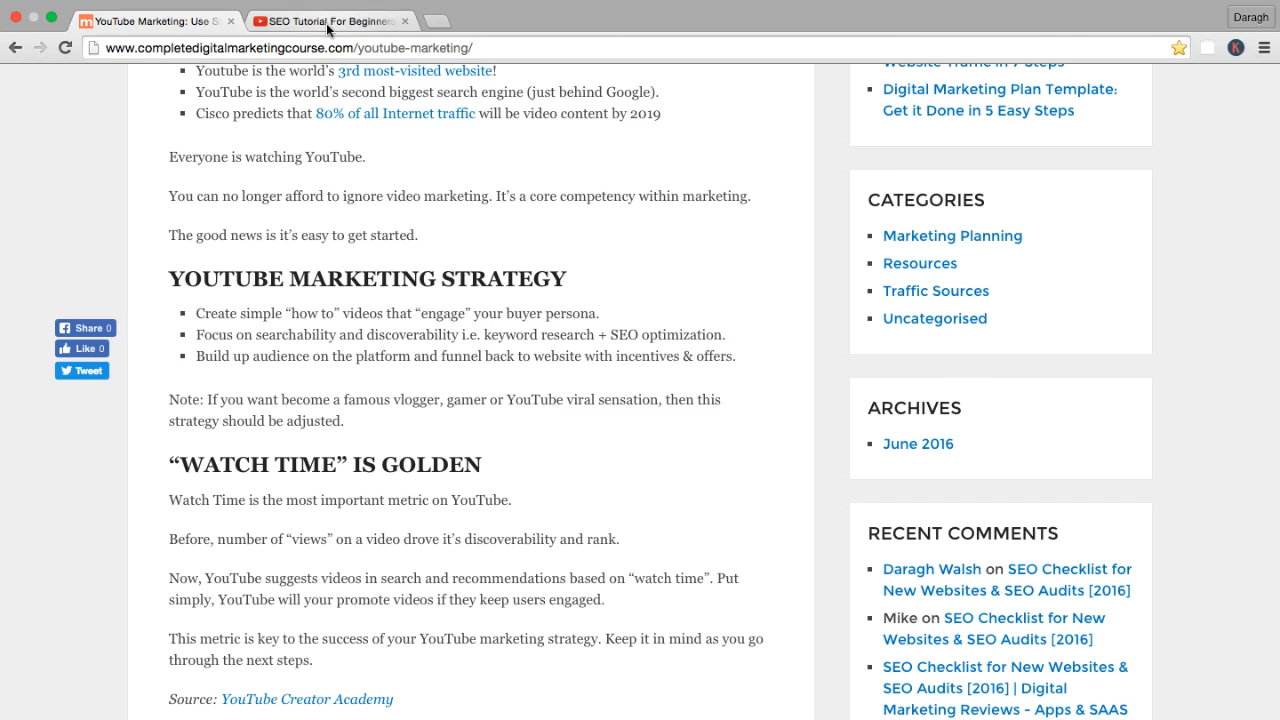 YouTube Marketing: Use S
SEO Tutorial For Beginners
Daragh
www.completedigitalmarketingcourse.com/youtube-marketing/
Youtube is the world's 3rd most-visited website!
YouTube is the world's second biggest search engine (just behind Google).
Cisco predicts that 80% of all Internet traffic will be video content by 2019
Everyone is watching YouTube.
You can no longer afford to ignore video marketing. It's a core competency within marketing.
The good news is it's easy to get started.
YOUTUBE MARKETING STRATEGY
Create simple “how to” videos that “engage” your buyer persona.
Focus on searchability and discoverability i.e. keyword research + SEO optimization.
Build up audience on the platform and funnel back to website with incentives & offers.
Note: If you want become a famous vlogger, gamer or YouTube viral sensation, then this
strategy should be adjusted.
“WATCH TIME” IS GOLDEN
Watch Time is the most important metric on YouTube.
Before, number of “views” on a video drove it's discoverability and rank.
Now, YouTube suggests videos in search and recommendations based on “watch time”. Put
simply, YouTube will your promote videos if they keep users engaged.
This metric is key to the success of your YouTube marketing strategy. Keep it in mind as you go
through the next steps.
Source: YouTube Creator Academy
Share 0
Like 0
Tweet
Website Traffic in 7 Steps
Digital Marketing Plan Template:
Get it Done in 5 Easy Steps
CATEGORIES
Marketing Planning
Resources
Traffic Sources
Uncategorised
ARCHIVES
June 2016
RECENT COMMENTS
Daragh Walsh on SEO Checklist for
New Websites & SEO Audits [2016]
Mike on SEO Checklist for New
Websites & SEO Audits [2016]
SEO Checklist for New Websites &
SEO Audits [2016] | Digital
Marketing Reviews - Apps & SAAS